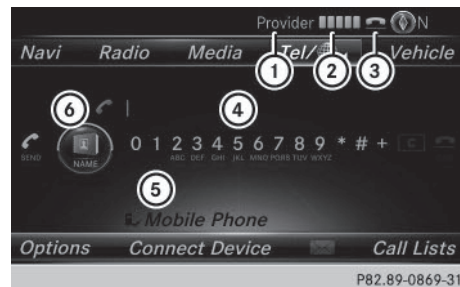 Provider N
Navi Radio Media Tel/ Vehicle
1 2 3
6 4
SEND NAME 0 1 2 3 4 5 6 7 8 9 * # + C
ABC DEF GHI JKL MNO PQRS TUV WXYZ
5
Mobile Phone
Options Connect Device Call Lists
P82.89-0869-31